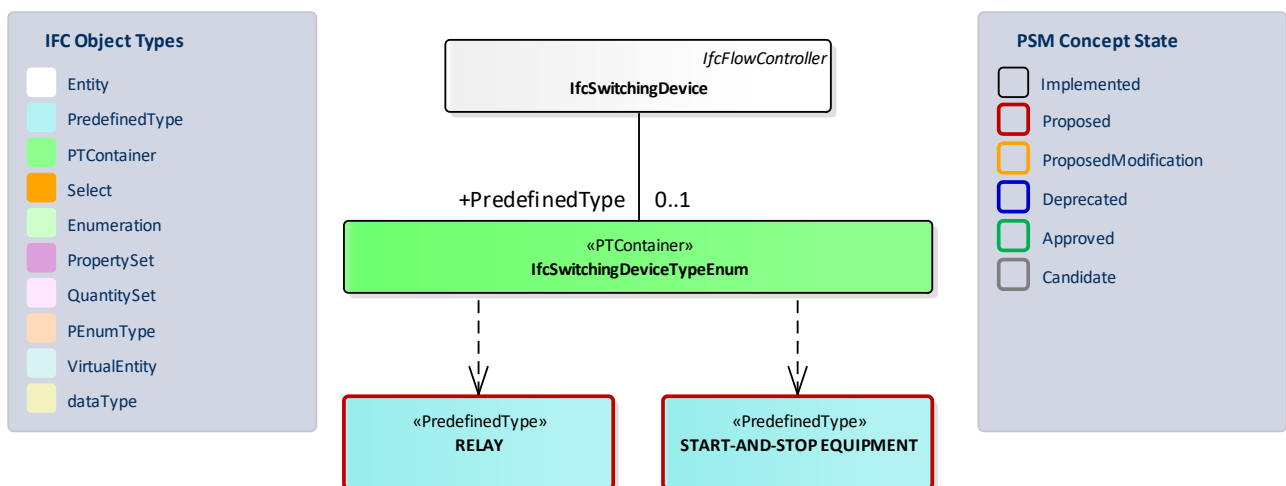 IFC Object Types
Entity
PredefinedType
PTContainer
Select
Enumeration
PropertySet
QuantitySet
PEnumType
VirtualEntity
dataType
IfcFlowController
IfcSwitchingDevice
+PredefinedType 0..1
«PTContainer»
IfcSwitchingDeviceTypeEnum
«PredefinedType»
RELAY
«PredefinedType»
START-AND-STOP EQUIPMENT
PSM Concept State
Implemented
Proposed
ProposedModification
Deprecated
Approved
Candidate